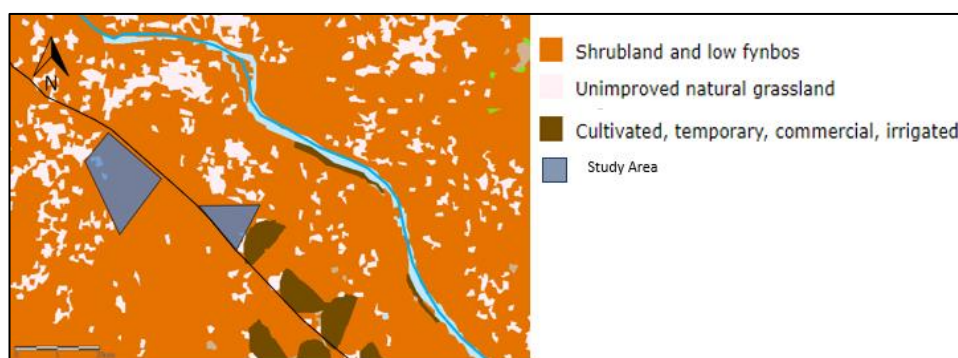 N
Shrubland and low fynbos
Unimproved natural grassland
Cultivated, temporary, commercial, irrigated
Study Area